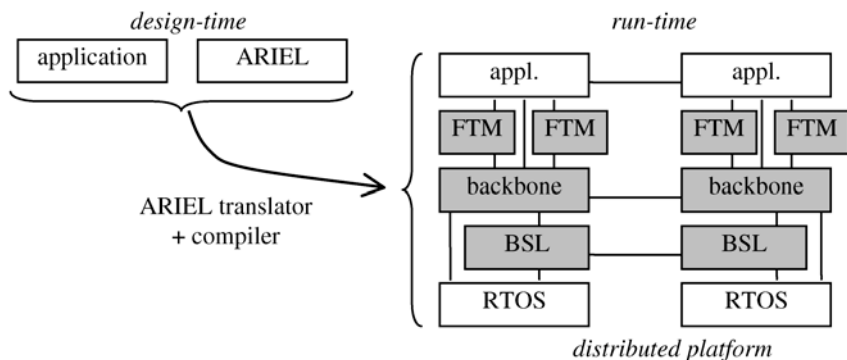 design-time
run-time
application
ARIEL
appl.
appl.
FTM
FTM
FTM
FTM
backbone
backbone
ARIEL translator
+ compiler
BSL
BSL
RTOS
RTOS
distributed platform